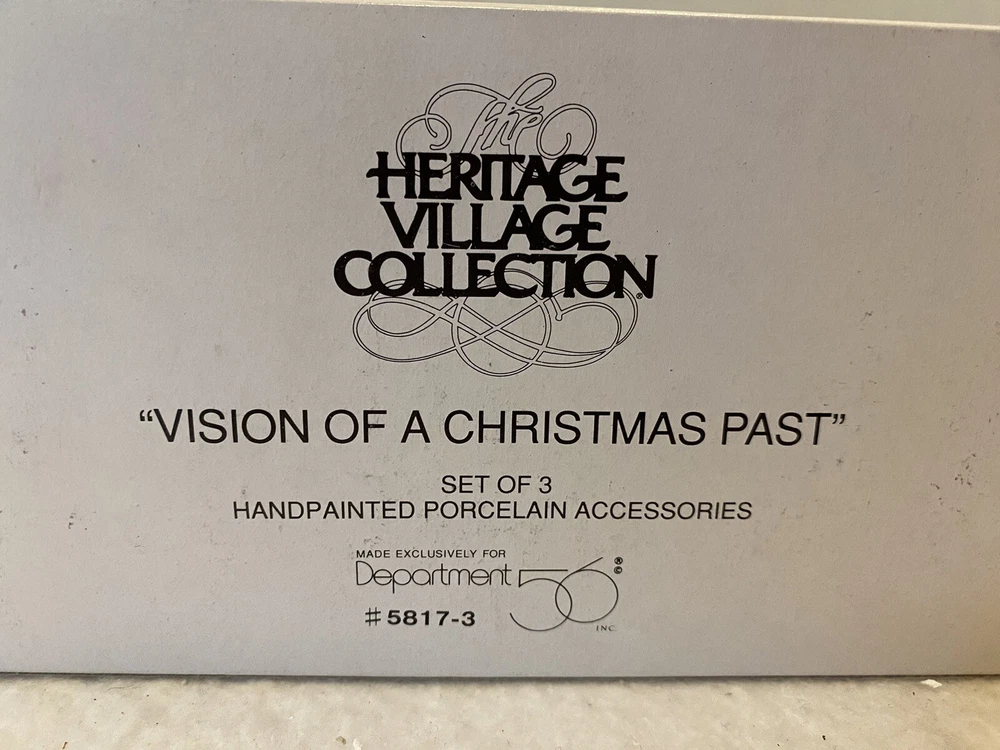 The
HERITAGE
VILLAGE
COLLECTION®
“VISION OF A CHRISTMAS PAST”
SET OF 3
HANDPAINTED PORCELAIN ACCESSORIES
MADE EXCLUSIVELY FOR
Department 56 ® ©
INC.
#5817-3